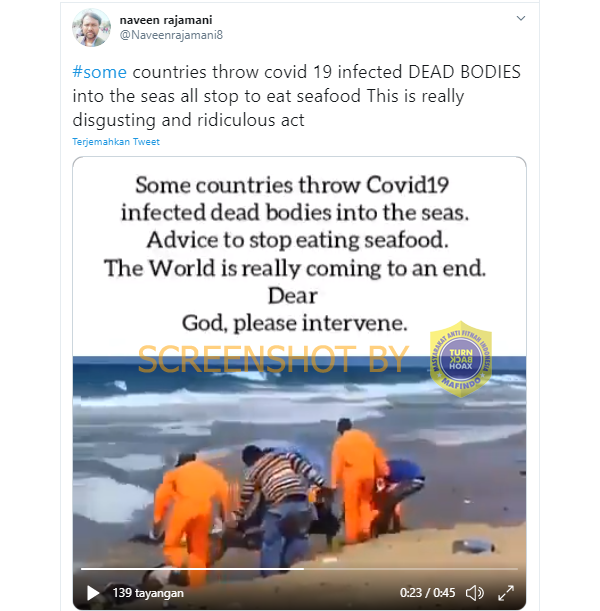 naveen rajamani
@Naveenrajamani8
#some countries throw covid 19 infected DEAD BODIES
into the seas all stop to eat seafood This is really
disgusting and ridiculous act
Terjemahkan Tweet
Some countries throw Covid19
infected dead bodies into the seas.
Advice to stop eating seafood.
The World is really coming to an end.
Dear
God, please intervene.
SCREENSHOT BY
MASYARAKAT ANTI FITNAH INDONESIA
TURN
BACK
HOAX
MAFINDO
139 tayangan
0:23 / 0:45